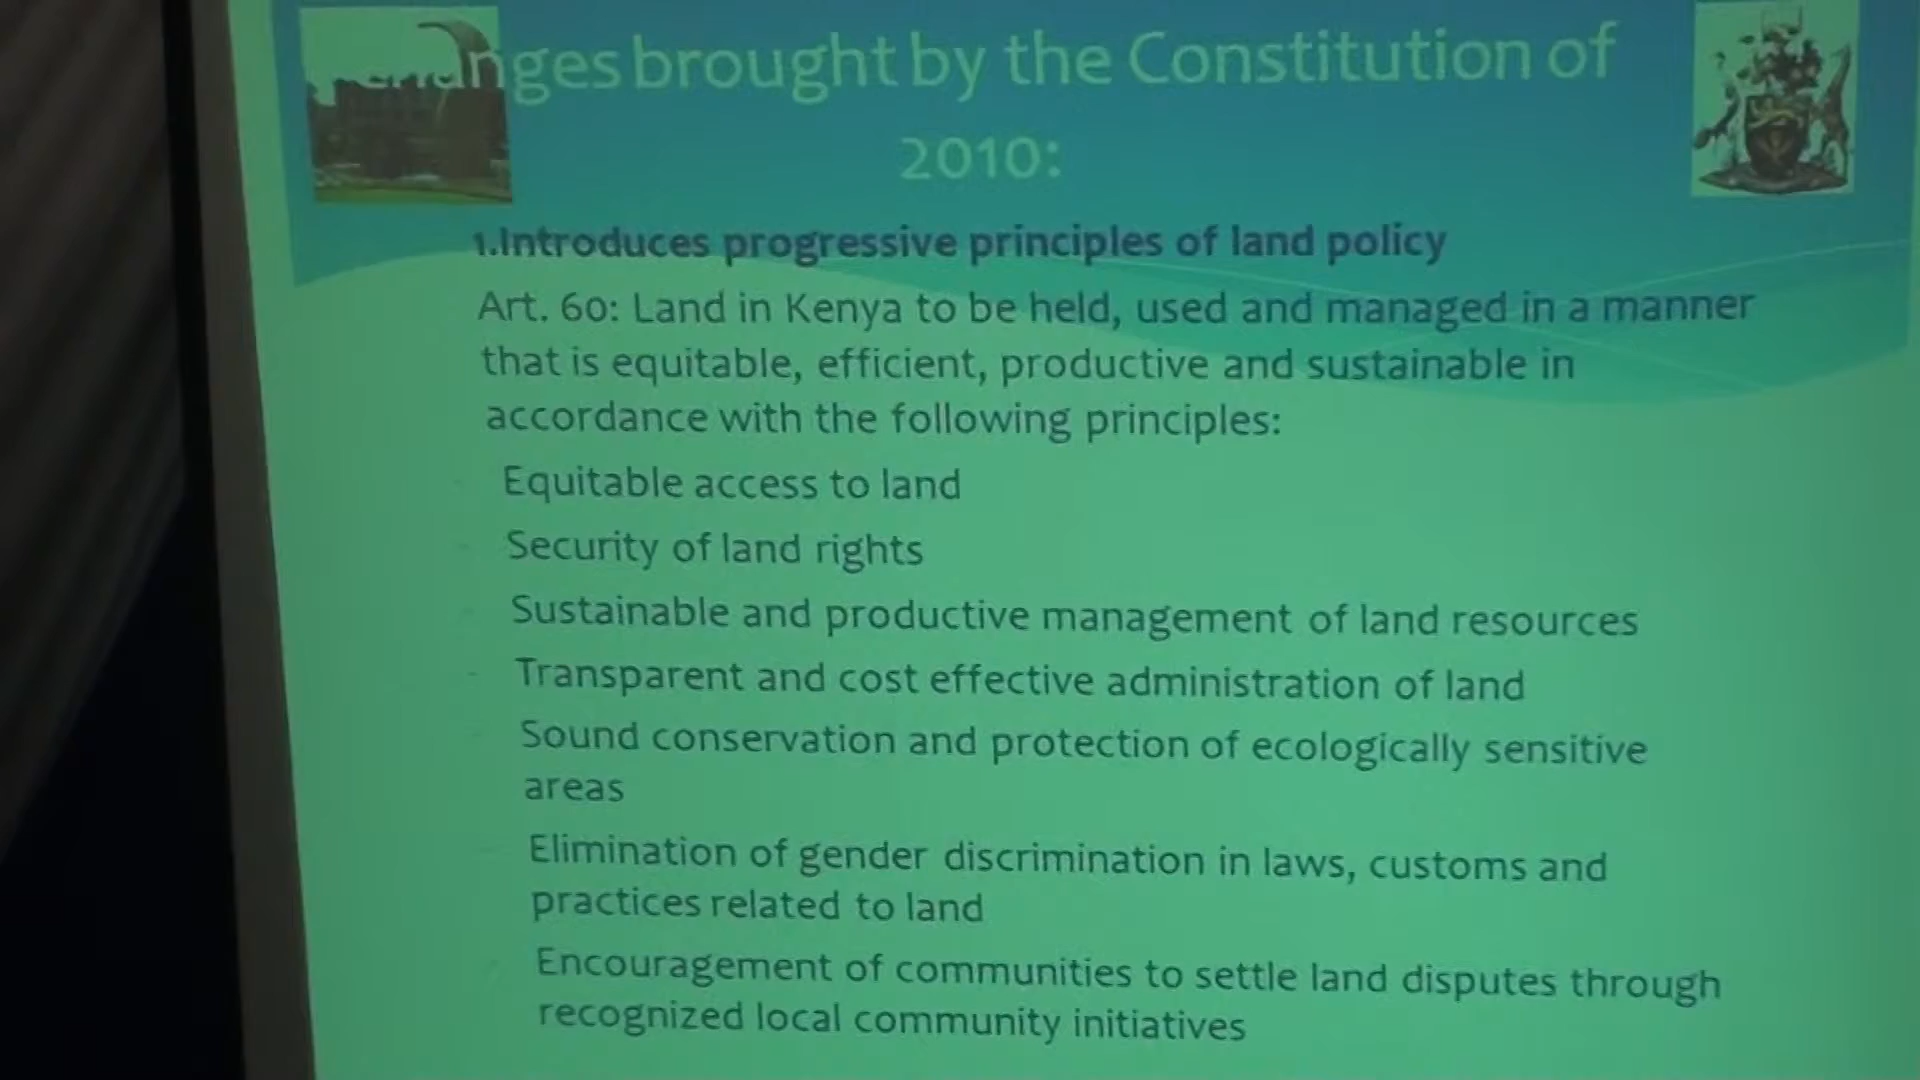 Changes brought by the Constitution of
2010:
1.Introduces progressive principles of land policy
Art. 60: Land in Kenya to be held, used and managed in a manner
that is equitable, efficient, productive and sustainable in
accordance with the following principles:
- Equitable access to land
- Security of land rights
- Sustainable and productive management of land resources
- Transparent and cost effective administration of land
- Sound conservation and protection of ecologically sensitive
areas
- Elimination of gender discrimination in laws, customs and
practices related to land
- Encouragement of communities to settle land disputes through
recognized local community initiatives